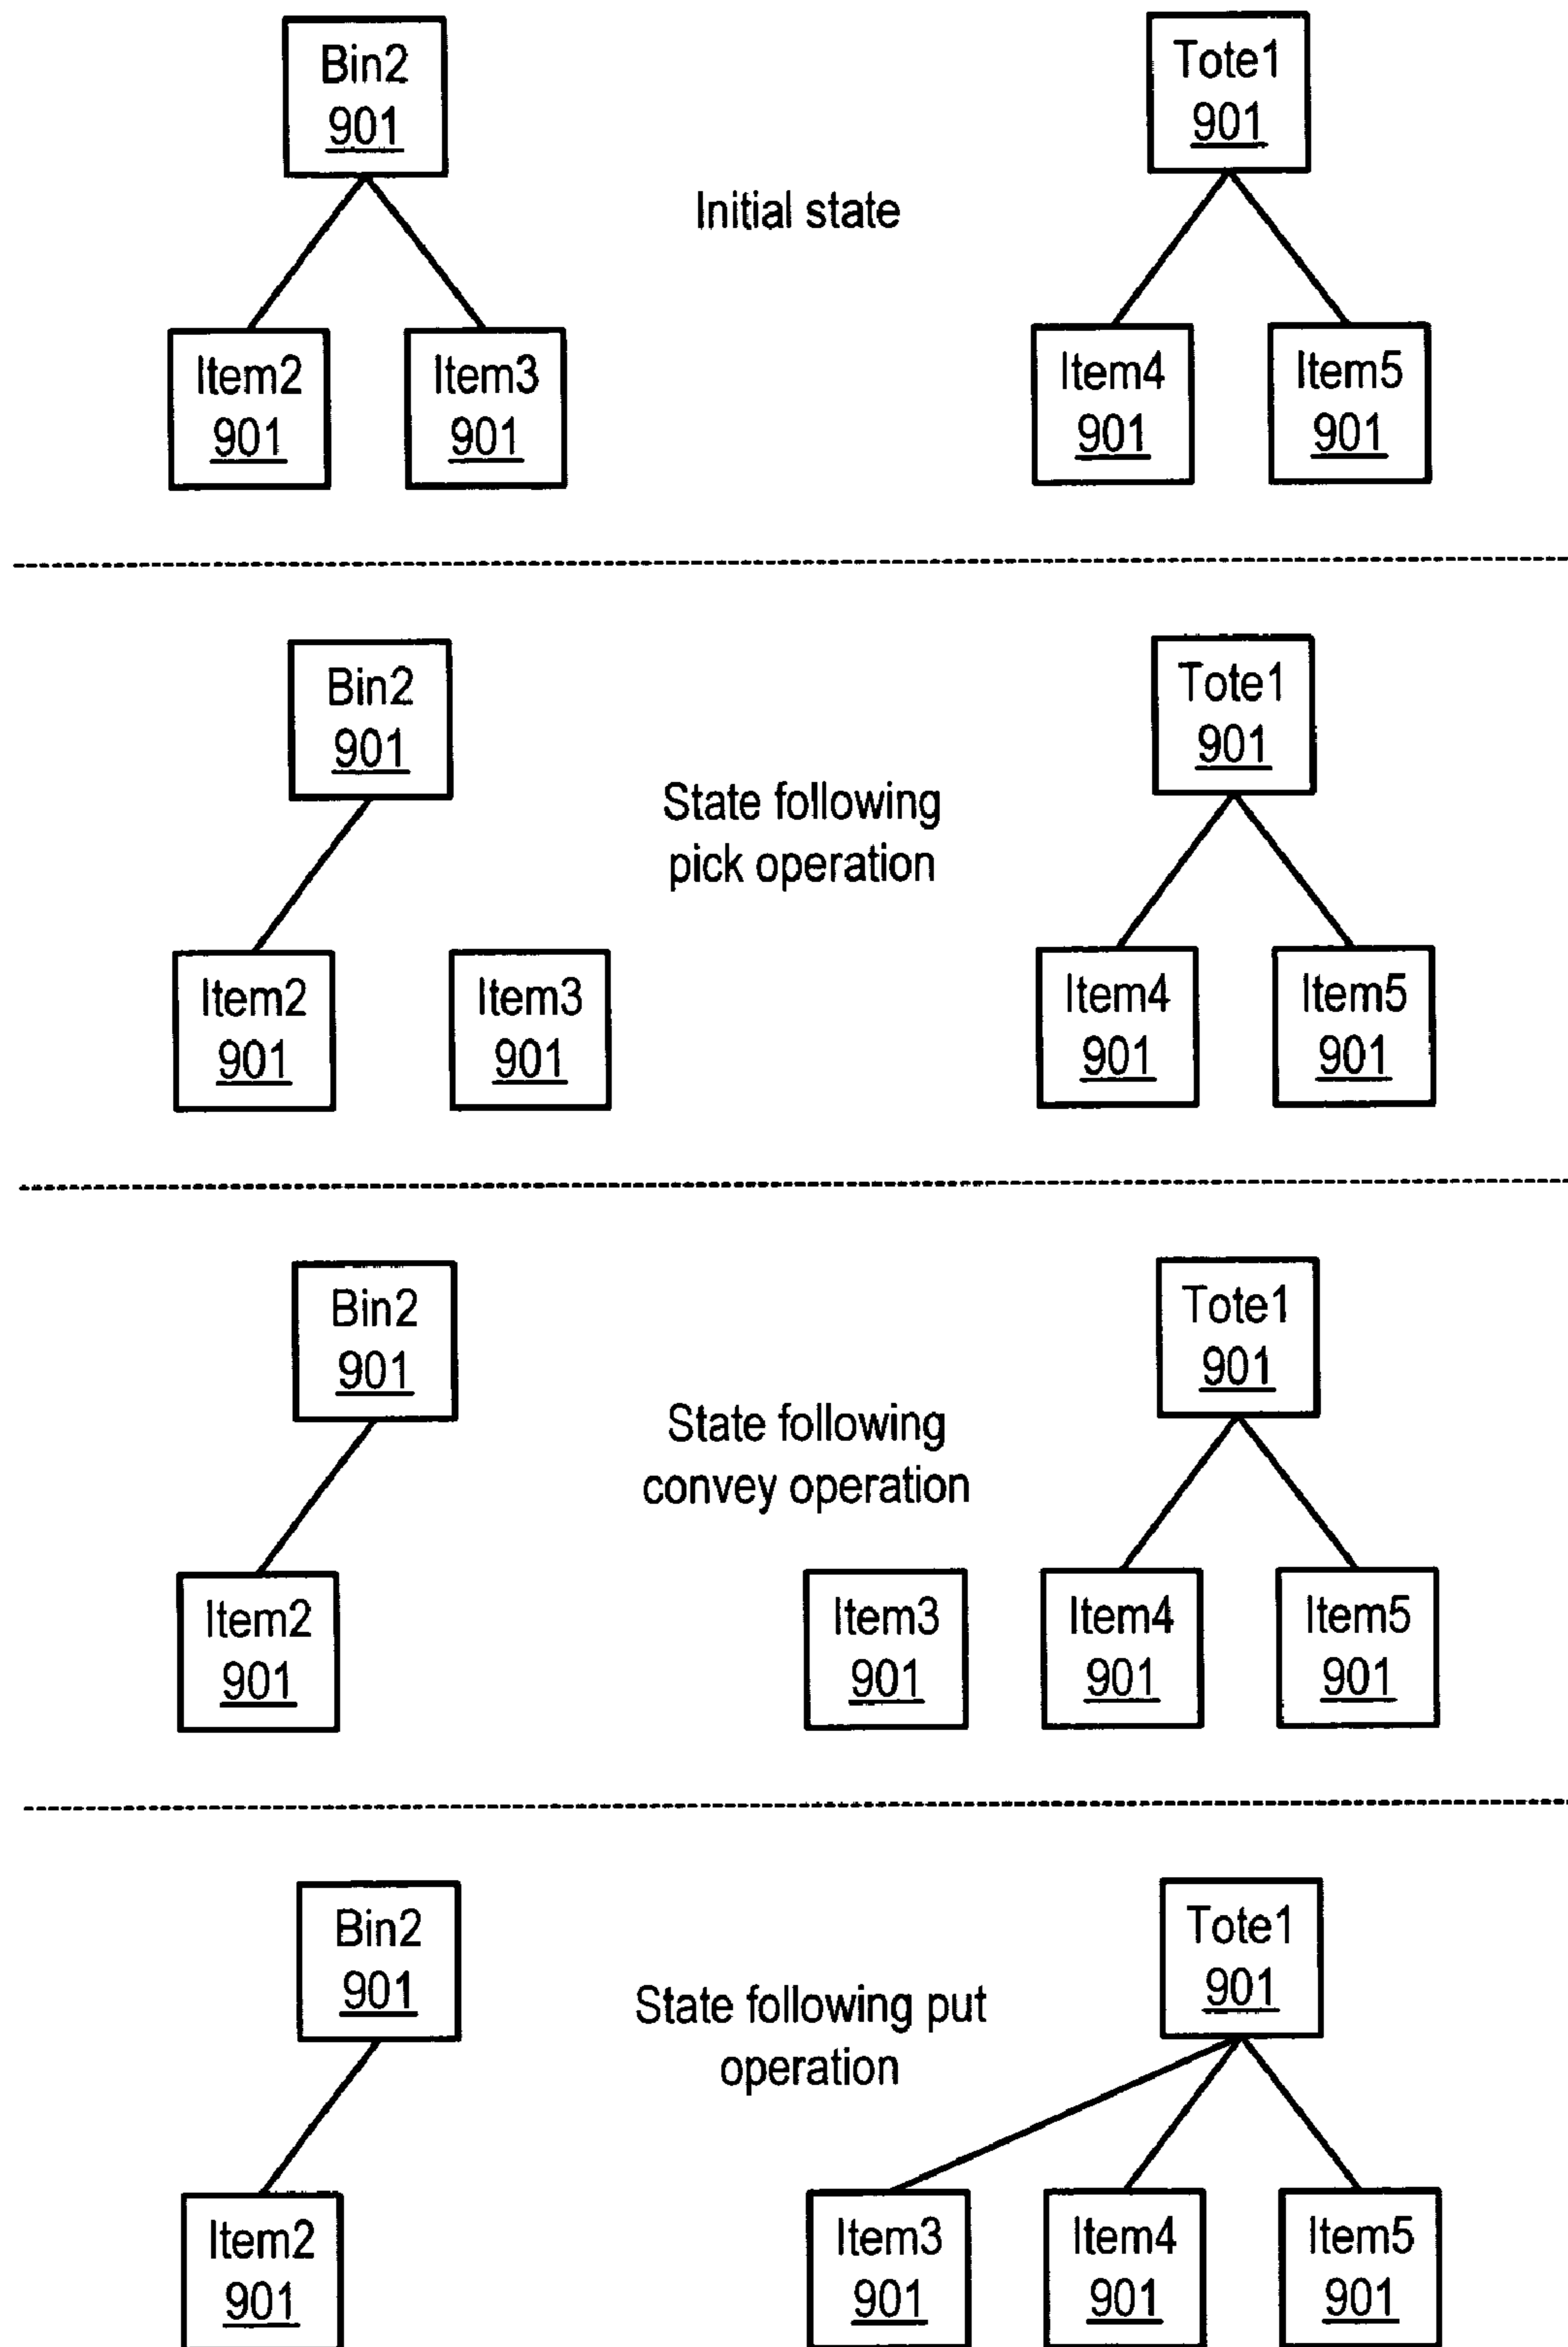 Bin2
901
Tote1
901
Initial state
Item2
901
Item3
901
Item4
901
Item5
901
Bin2
901
Tote1
901
State following
pick operation
Item2
901
Item3
901
Item4
901
Item5
901
Bin2
901
Tote1
901
State following
convey operation
Item2
901
Item3
901
Item4
901
Item5
901
Bin2
901
Tote1
901
State following put
operation
Item2
901
Item3
901
Item4
901
Item5
901